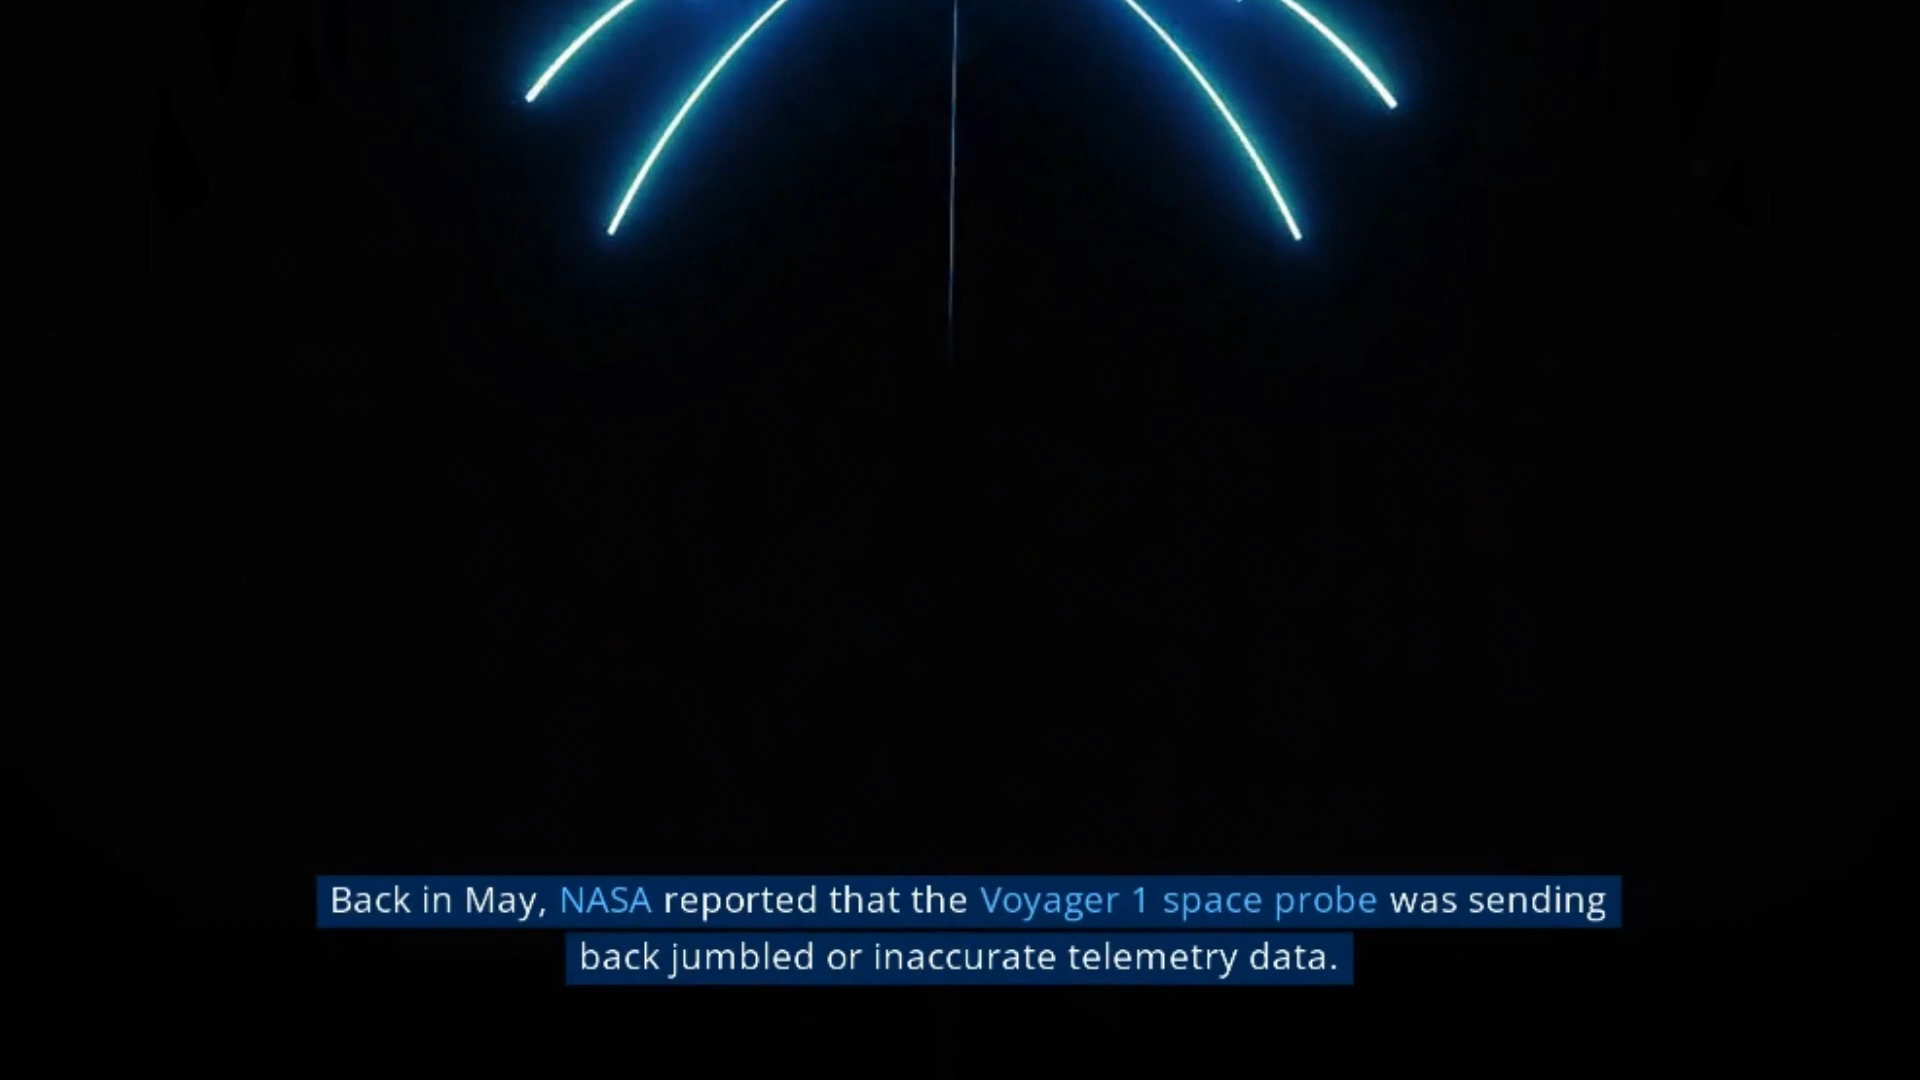 Back in May, NASA reported that the Voyager 1 space probe was sending
back jumbled or inaccurate telemetry data.